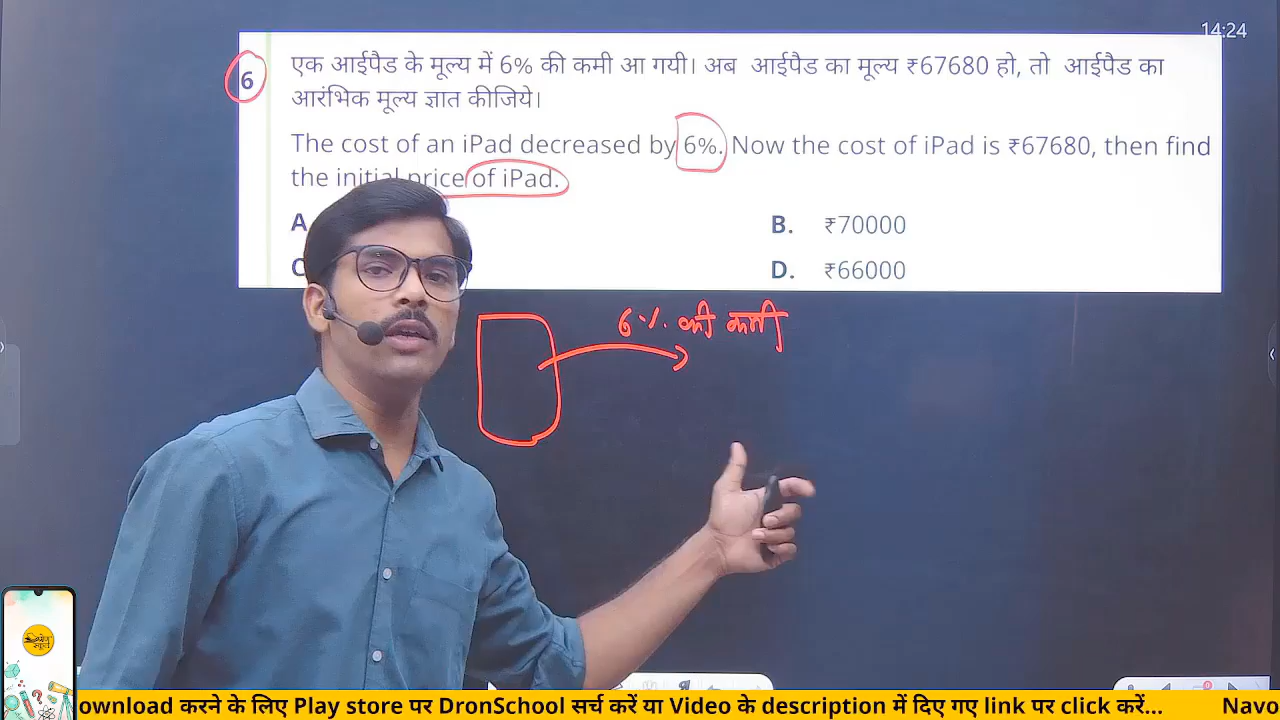 14:24
6
एक आईपैड के मूल्य में 6% की कमी आ गयी। अब आईपैड का मूल्य ₹67680 हो, तो आईपैड का
आरंभिक मूल्य ज्ञात कीजिये।
The cost of an iPad decreased by 6%. Now the cost of iPad is ₹67680, then find
the initial price of iPad.
A
B. ₹70000
C
D. ₹66000
6%. की कमी
ownload करने के लिए Play store पर DronSchool सर्च करें या Video के description में दिए गए link पर click करें... Navo